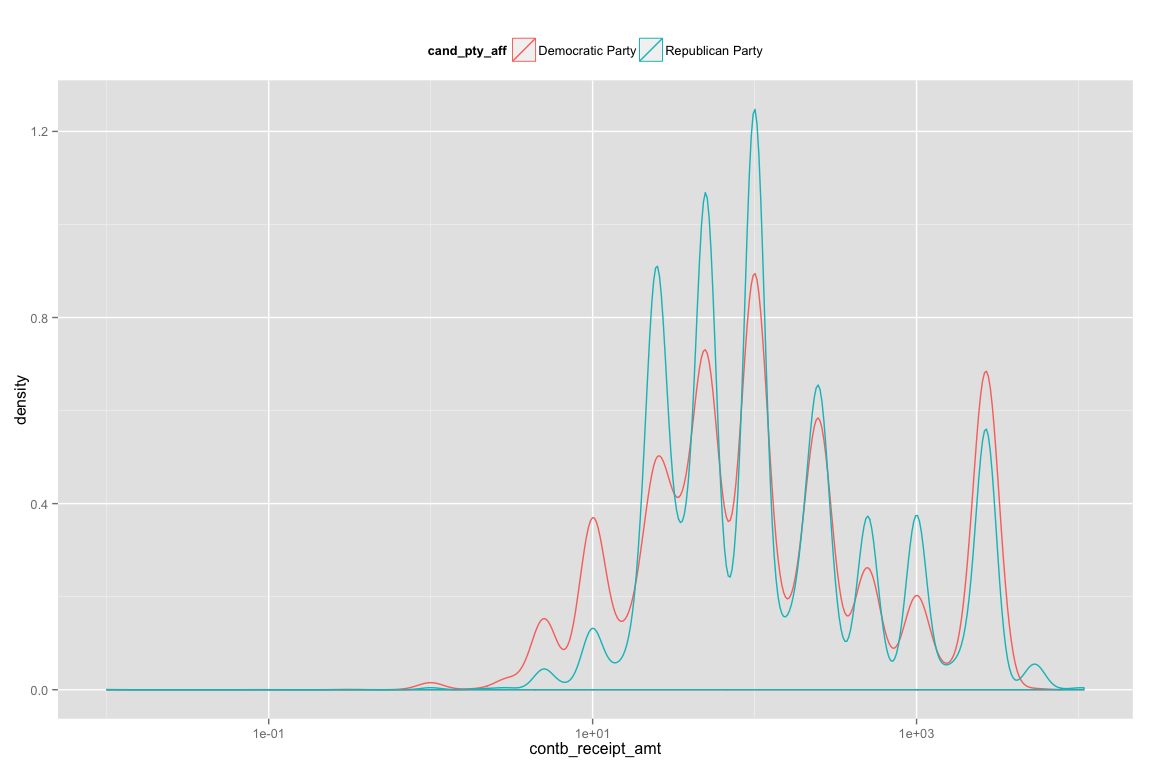 cand_pty_aff Democratic Party Republican Party
1.2
0.8
0.4
0.0
density
1e-01 1e+01 1e+03
contb_receipt_amt